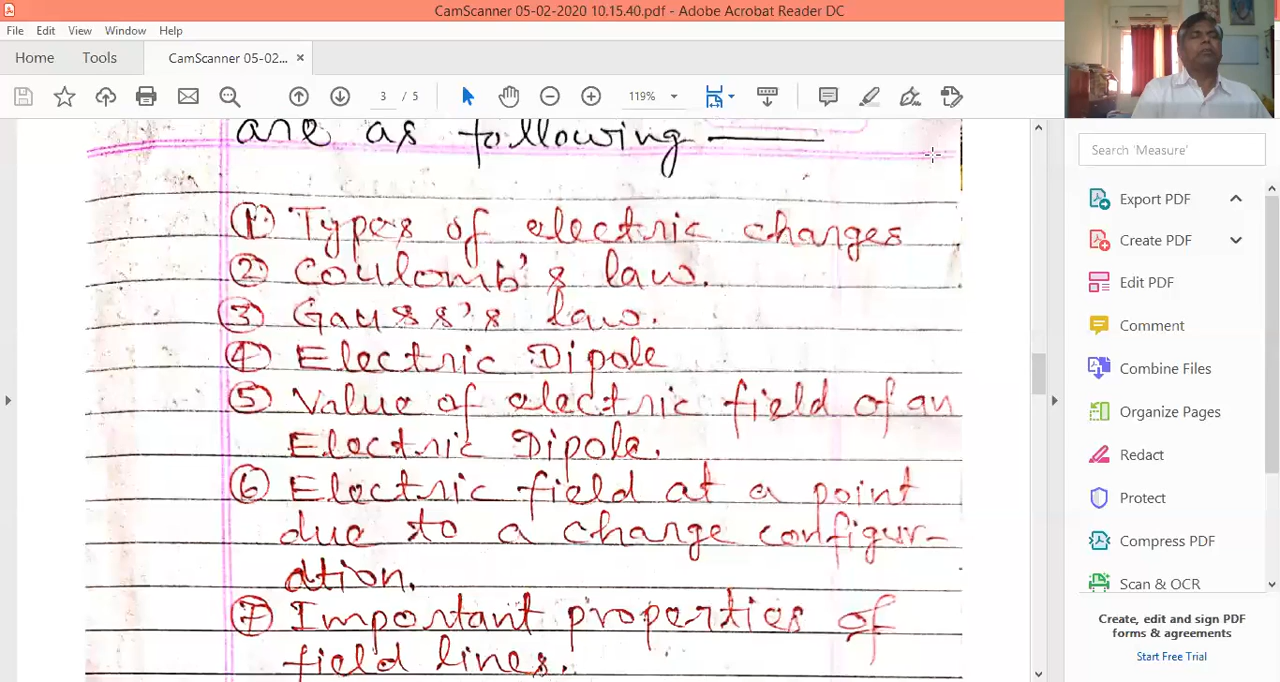 CamScanner 05-02-2020 10.15.40.pdf - Adobe Acrobat Reader DC
File Edit View Window Help
Home Tools CamScanner 05-02... ×
3 / 5 119%
are as following
Search 'Measure'
① Types of electric charges
② Coulomb's law.
③ Gauss's law.
④ Electric Dipole
⑤ Value of electric field of an
Electric Dipole.
⑥ Electric field at a point
due to a charge configur-
ation.
⑦ Important properties of
field lines.
Export PDF
Create PDF
Edit PDF
Comment
Combine Files
Organize Pages
Redact
Protect
Compress PDF
Scan & OCR
Create, edit and sign PDF
forms & agreements
Start Free Trial